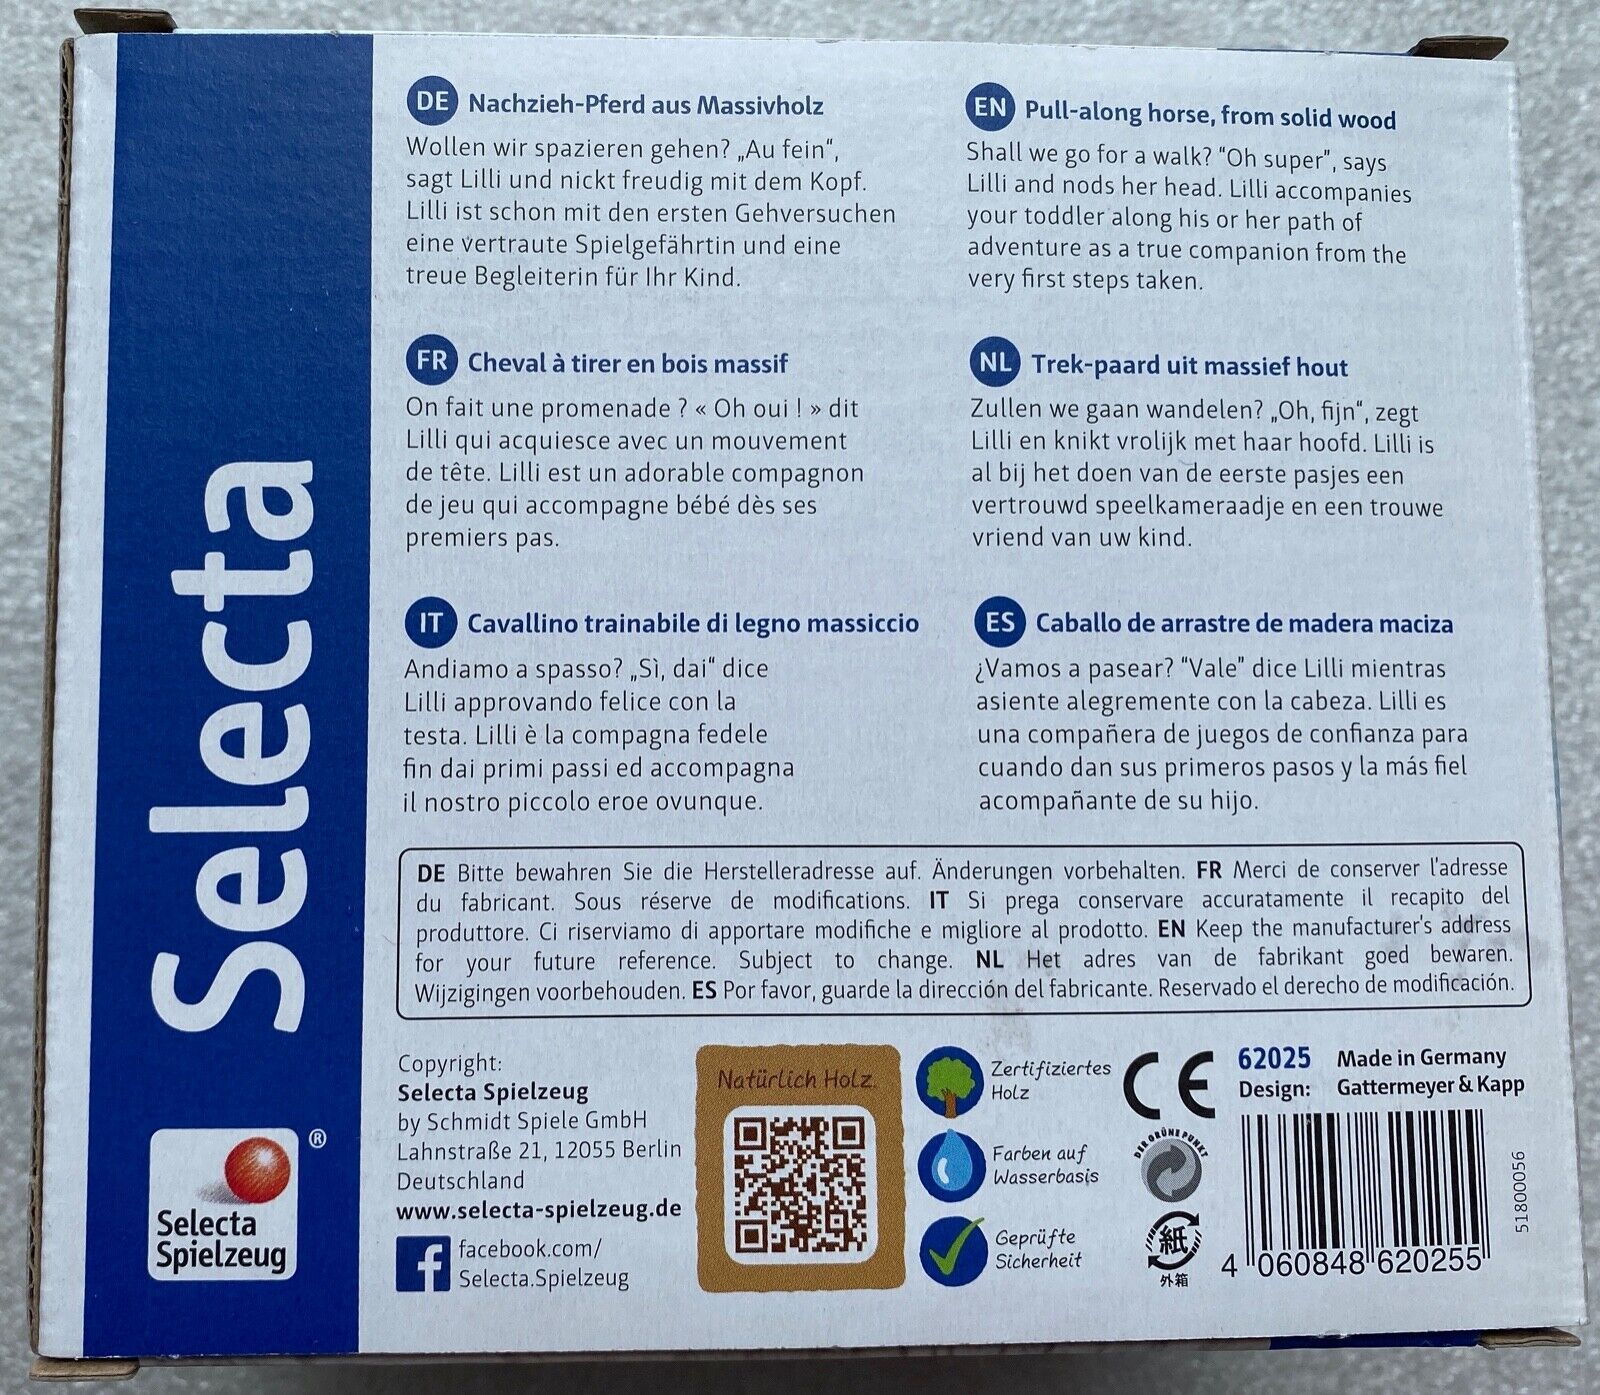 Selecta
Selecta
Spielzeug
®
DE Nachzieh-Pferd aus Massivholz
Wollen wir spazieren gehen? „Au fein“,
sagt Lilli und nickt freudig mit dem Kopf.
Lilli ist schon mit den ersten Gehversuchen
eine vertraute Spielgefährtin und eine
treue Begleiterin für Ihr Kind.
EN Pull-along horse, from solid wood
Shall we go for a walk? “Oh super”, says
Lilli and nods her head. Lilli accompanies
your toddler along his or her path of
adventure as a true companion from the
very first steps taken.
FR Cheval à tirer en bois massif
On fait une promenade ? « Oh oui ! » dit
Lilli qui acquiesce avec un mouvement
de tête. Lilli est un adorable compagnon
de jeu qui accompagne bébé dès ses
premiers pas.
NL Trek-paard uit massief hout
Zullen we gaan wandelen? „Oh, fijn“, zegt
Lilli en knikt vrolijk met haar hoofd. Lilli is
al bij het doen van de eerste pasjes een
vertrouwd speelkameraadje en een trouwe
vriend van uw kind.
IT Cavallino trainabile di legno massiccio
Andiamo a spasso? „Sì, dai“ dice
Lilli approvando felice con la
testa. Lilli è la compagna fedele
fin dai primi passi ed accompagna
il nostro piccolo eroe ovunque.
ES Caballo de arrastre de madera maciza
¿Vamos a pasear? “Vale” dice Lilli mientras
asiente alegremente con la cabeza. Lilli es
una compañera de juegos de confianza para
cuando dan sus primeros pasos y la más fiel
acompañante de su hijo.
DE Bitte bewahren Sie die Herstelleradresse auf. Änderungen vorbehalten. FR Merci de conserver l'adresse
du fabricant. Sous réserve de modifications. IT Si prega conservare accuratamente il recapito del
produttore. Ci riserviamo di apportare modifiche e migliorie al prodotto. EN Keep the manufacturer's address
for your future reference. Subject to change. NL Het adres van de fabrikant goed bewaren.
Wijzigingen voorbehouden. ES Por favor, guarde la dirección del fabricante. Reservado el derecho de modificación.
Copyright:
Selecta Spielzeug
by Schmidt Spiele GmbH
Lahnstraße 21, 12055 Berlin
Deutschland
www.selecta-spielzeug.de
facebook.com/
Selecta.Spielzeug
Natürlich Holz.
Zertifiziertes
Holz
Farben auf
Wasserbasis
Geprüfte
Sicherheit
CE
DER GRÜNE PUNKT
紙
外箱
62025 Made in Germany
Design: Gattermeyer & Kapp
4 060848 620255
51800056